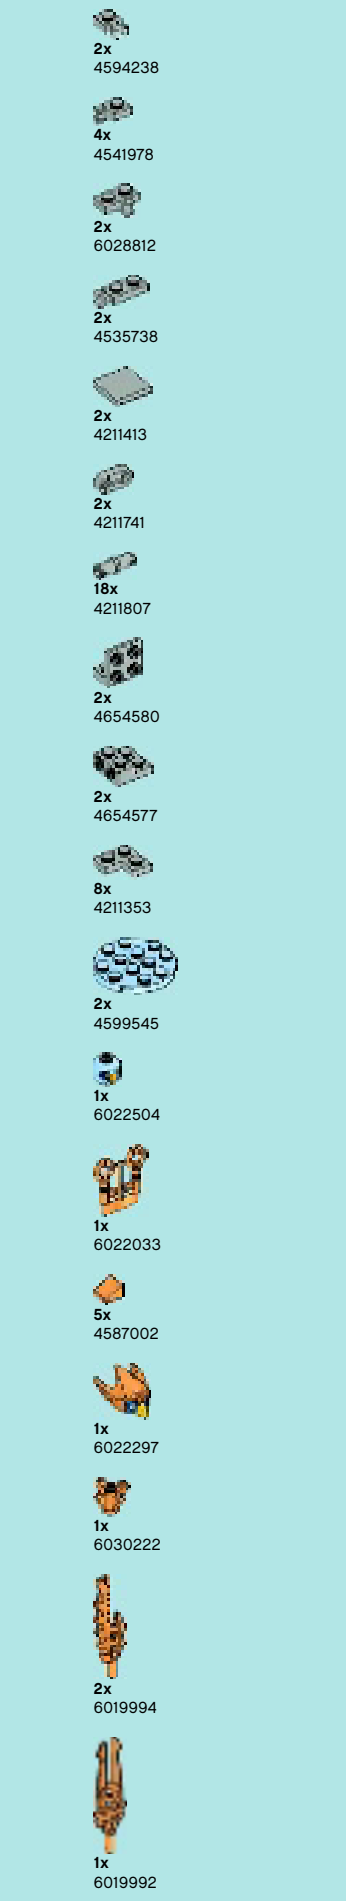 2x
4594238
4x
4541978
2x
6028812
2x
4535738
2x
4211413
2x
4211741
18x
4211807
2x
4654580
2x
4654577
8x
4211353
2x
4599545
1x
6022504
1x
6022033
5x
4587002
1x
6022297
1x
6030222
2x
6019994
1x
6019992